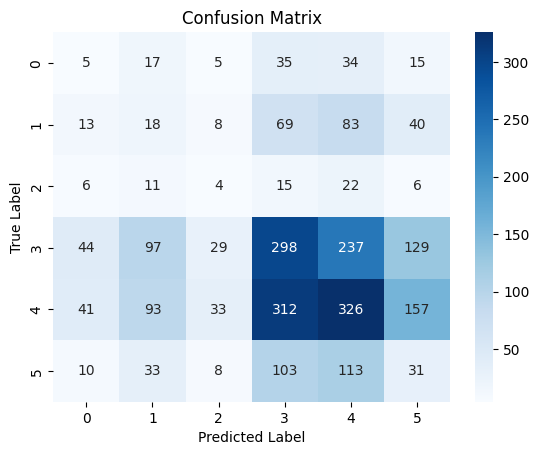 Confusion Matrix
0 5 17 5 35 34 15
300
1 13 18 8 69 83 40
250
2 6 11 4 15 22 6
200
True Label
3 44 97 29 298 237 129
150
4 41 93 33 312 326 157
100
5 10 33 8 103 113 31
50
0 1 2 3 4 5
Predicted Label